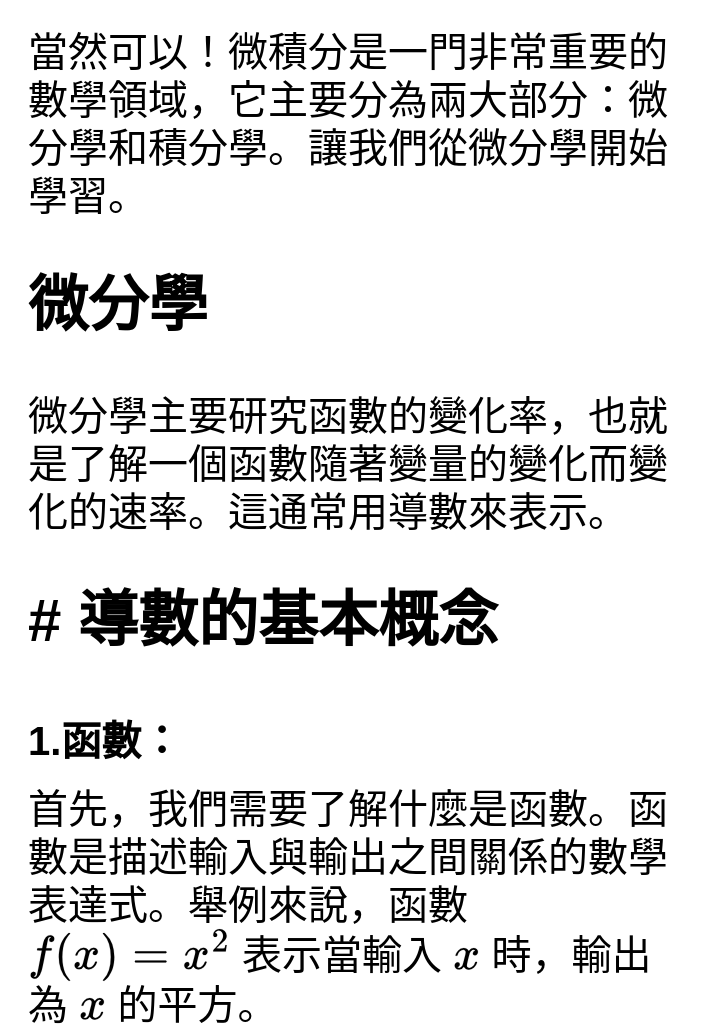 當然可以！微積分是一門非常重要的
數學領域，它主要分為兩大部分：微
分學和積分學。讓我們從微分學開始
學習。
微分學
微分學主要研究函數的變化率，也就
是了解一個函數隨著變量的變化而變
化的速率。這通常用導數來表示。
# 導數的基本概念
1.函數：
首先，我們需要了解什麼是函數。函
數是描述輸入與輸出之間關係的數學
表達式。舉例來說，函數
f(x) = x² 表示當輸入 x 時，輸出
為 x 的平方。